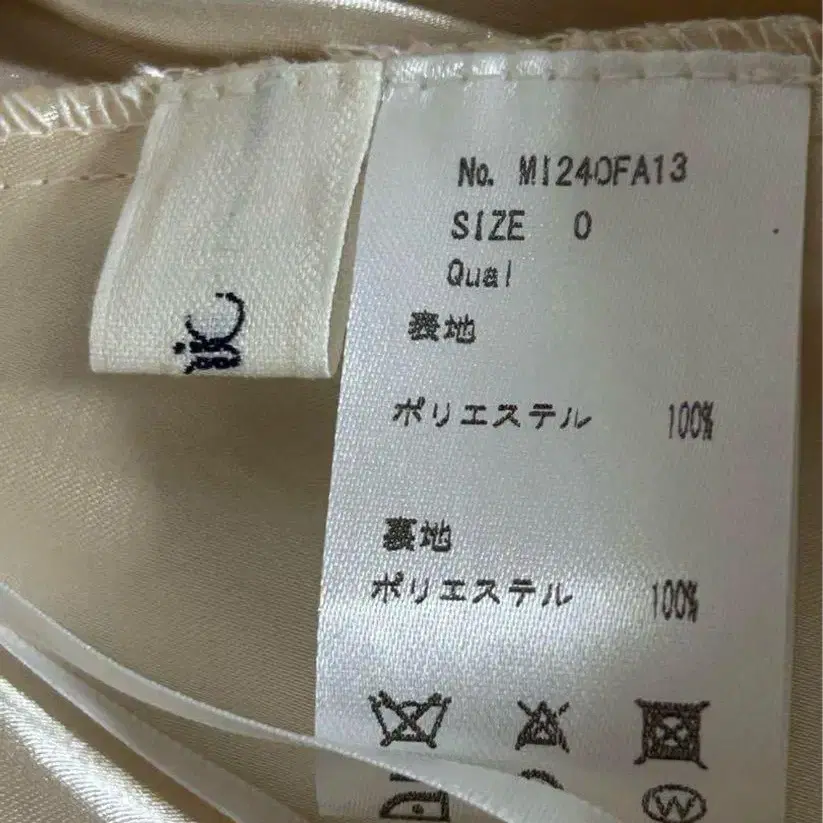 No. MI240FA13
SIZE 0
Qual
表地
ポリエステル 100%
裏地
ポリエステル 100%
W